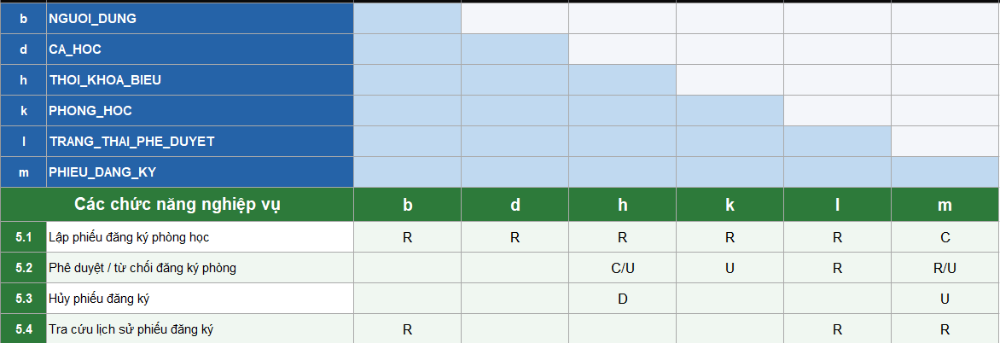 b NGUOI_DUNG
d CA_HOC
h THOI_KHOA_BIEU
k PHONG_HOC
l TRANG_THAI_PHE_DUYET
m PHIEU_DANG_KY
Các chức năng nghiệp vụ b d h k l m
5.1 Lập phiếu đăng ký phòng học R R R R R C
5.2 Phê duyệt / từ chối đăng ký phòng C/U U R R/U
5.3 Hủy phiếu đăng ký D U
5.4 Tra cứu lịch sử phiếu đăng ký R R R